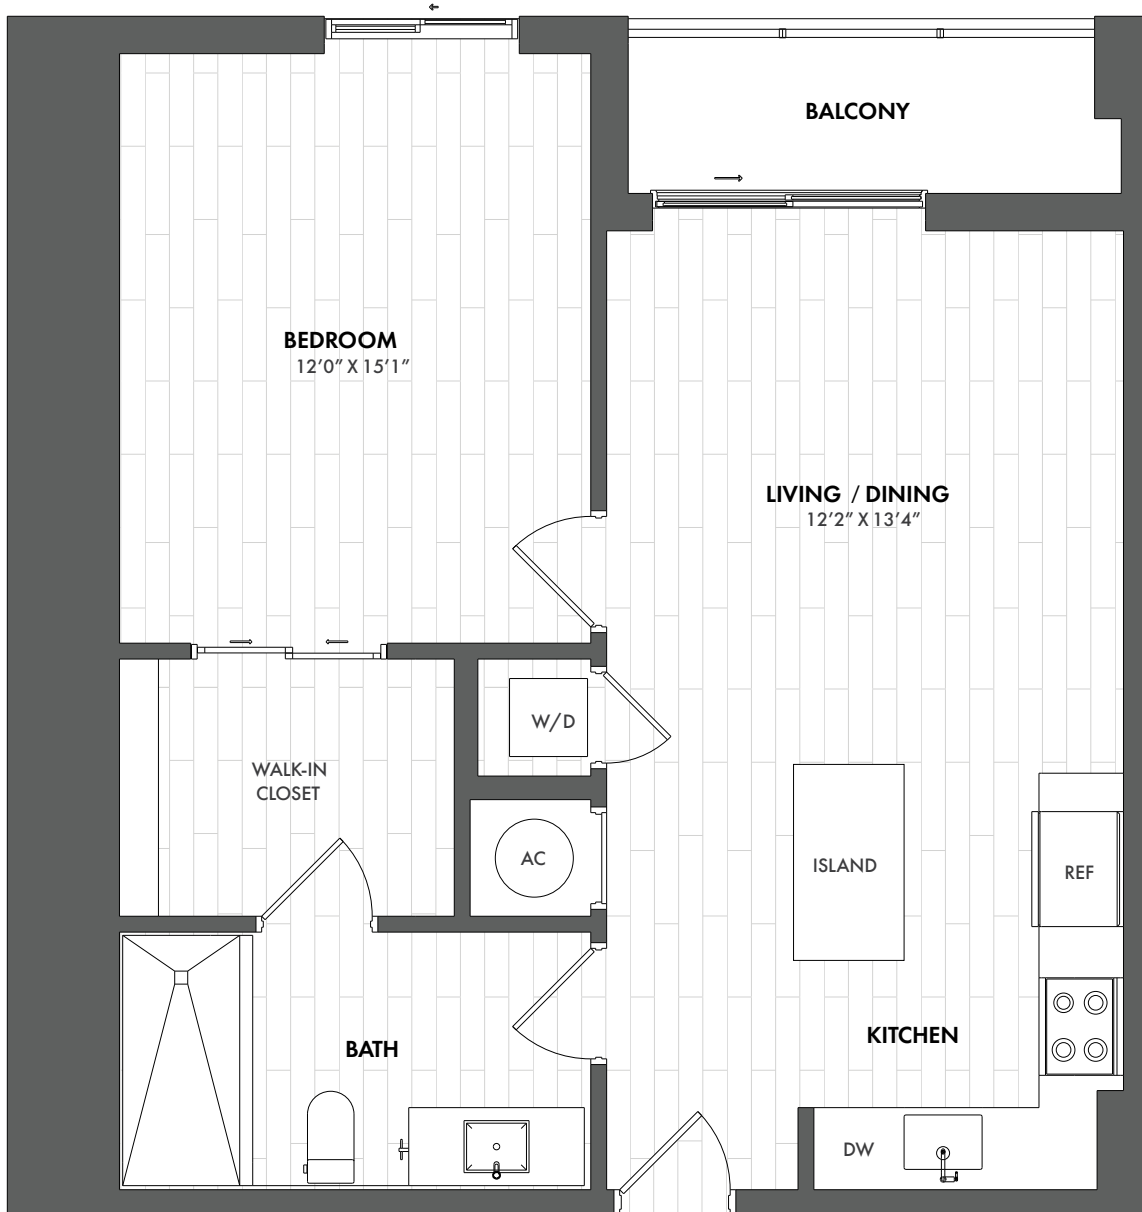 BALCONY
BEDROOM
12’0” X 15’1”
LIVING / DINING
12’2” X 13’4”
W/D
WALK-IN
CLOSET
AC
ISLAND
REF
KITCHEN
BATH
DW